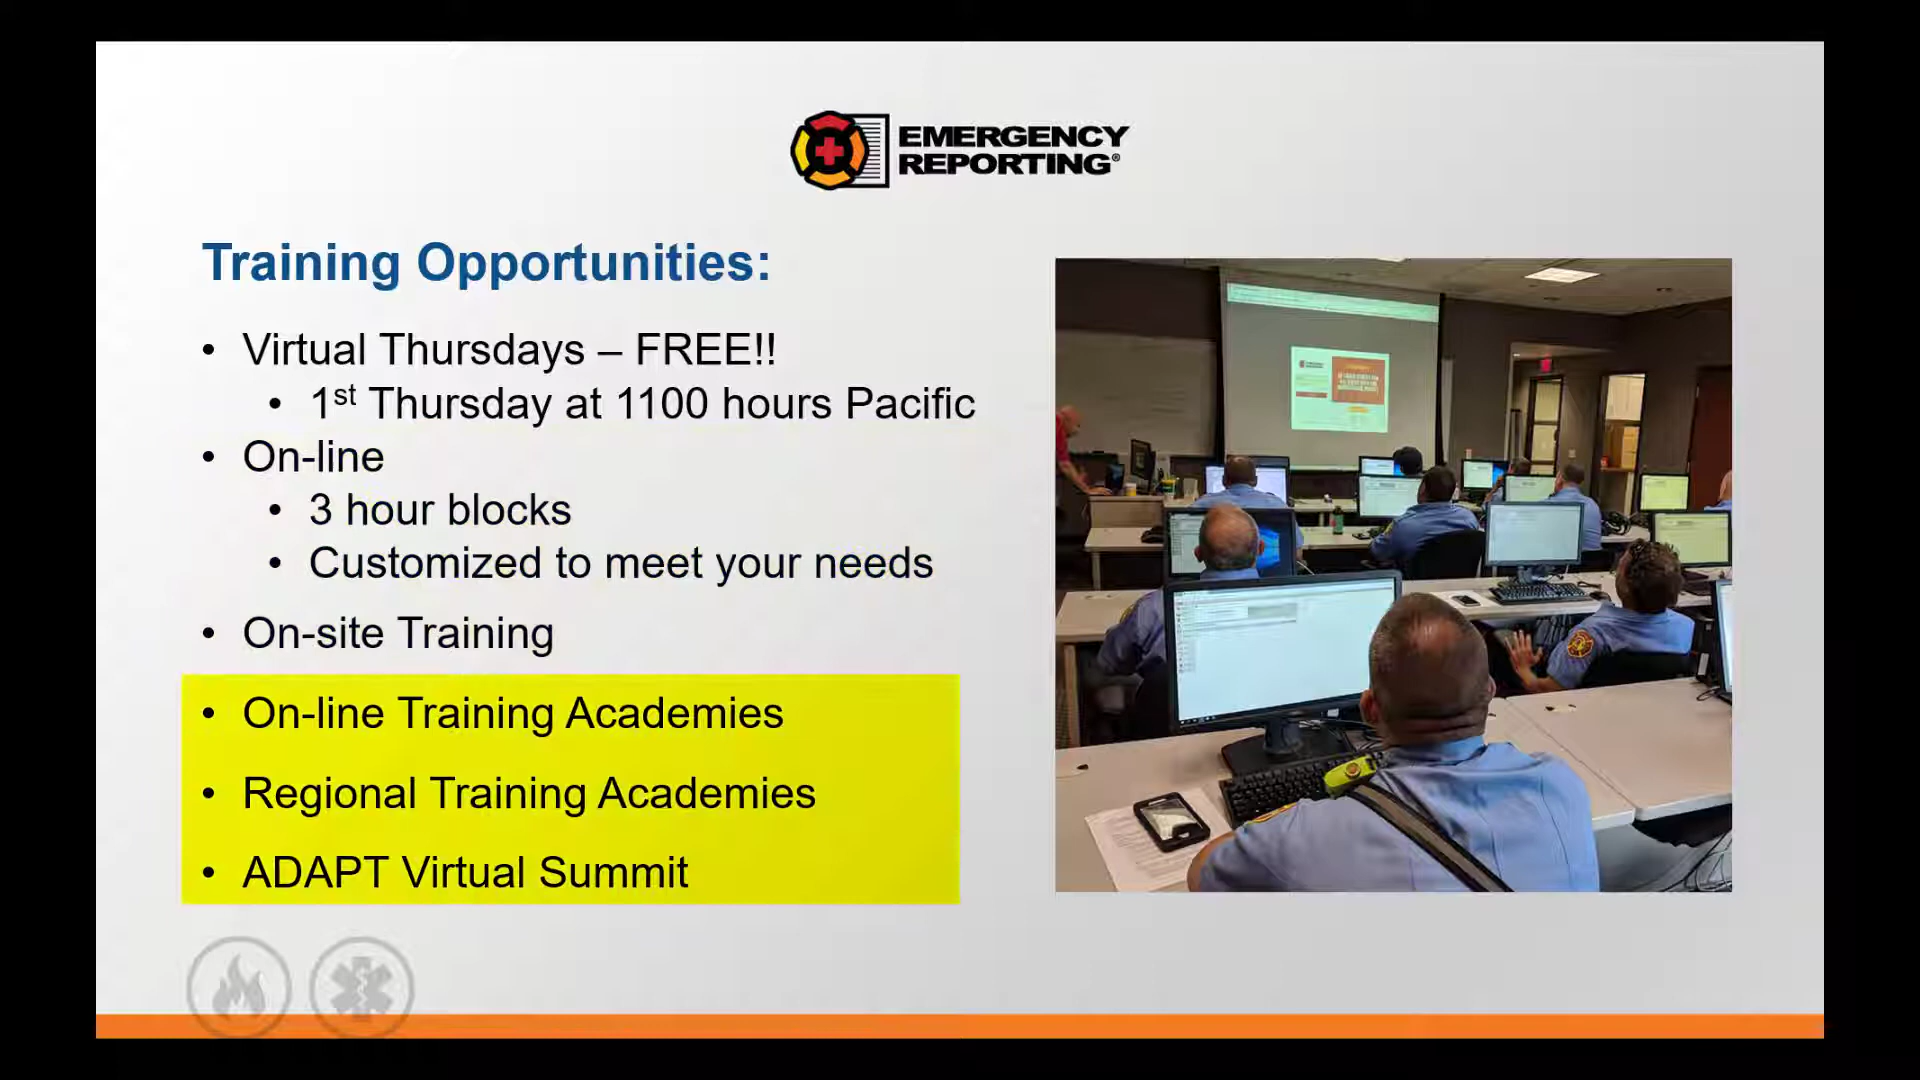 EMERGENCY
REPORTING®
Training Opportunities:
• Virtual Thursdays – FREE!!
• 1st Thursday at 1100 hours Pacific
• On-line
• 3 hour blocks
• Customized to meet your needs
• On-site Training
• On-line Training Academies
• Regional Training Academies
• ADAPT Virtual Summit